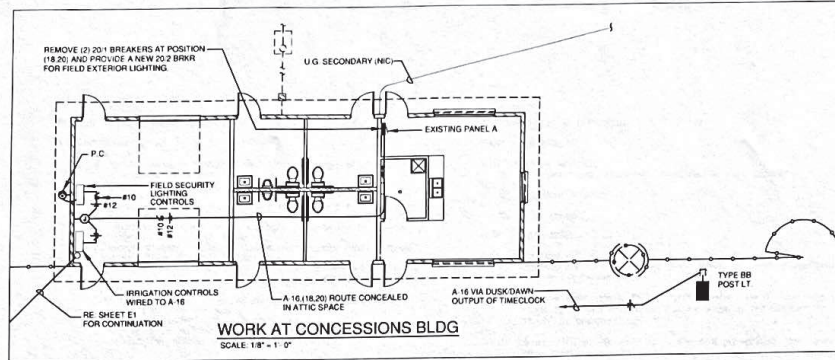 REMOVE (2) 20/1 BREAKERS AT POSITION
(18,20) AND PROVIDE A NEW 20/2 BRKR
FOR FIELD EXTERIOR LIGHTING.
U.G. SECONDARY (NIC)
EXISTING PANEL A
P.C.
FIELD SECURITY
LIGHTING
CONTROLS
#10
#12
#10
#12
IRRIGATION CONTROLS
WIRED TO A-16
A-16,(18,20) ROUTE CONCEALED
IN ATTIC SPACE
A-16 VIA DUSK/DAWN
OUTPUT OF TIMECLOCK
TYPE BB
POST LT.
RE: SHEET E1
FOR CONTINUATION
WORK AT CONCESSIONS BLDG
SCALE: 1/8" = 1'-0"